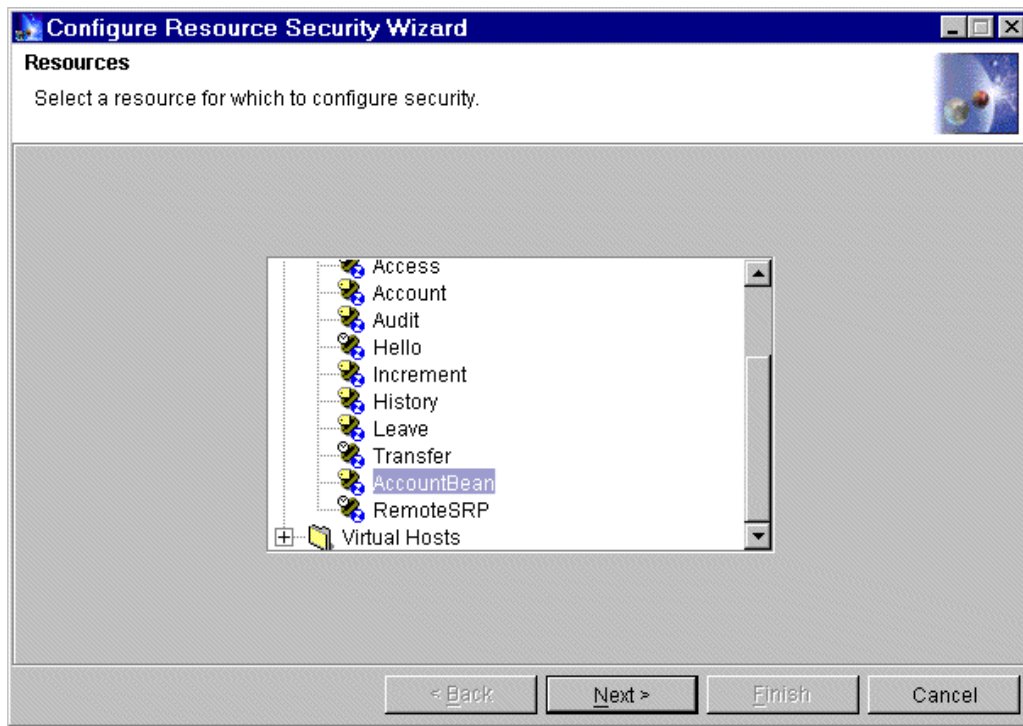 Configure Resource Security Wizard
Resources
Select a resource for which to configure security.
Access
Account
Audit
Hello
Increment
History
Leave
Transfer
AccountBean
RemoteSRP
Virtual Hosts
< Back Next > Finish Cancel